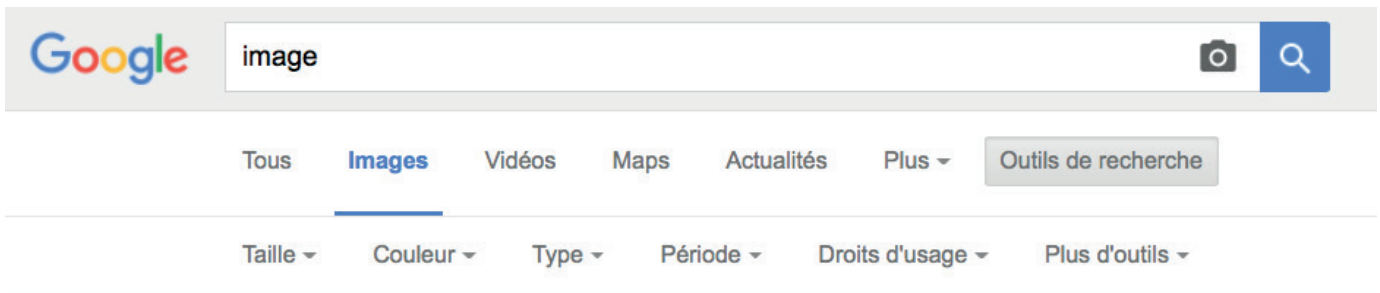 Google image
Tous Images Vidéos Maps Actualités Plus Outils de recherche
Taille Couleur Type Période Droits d'usage Plus d'outils